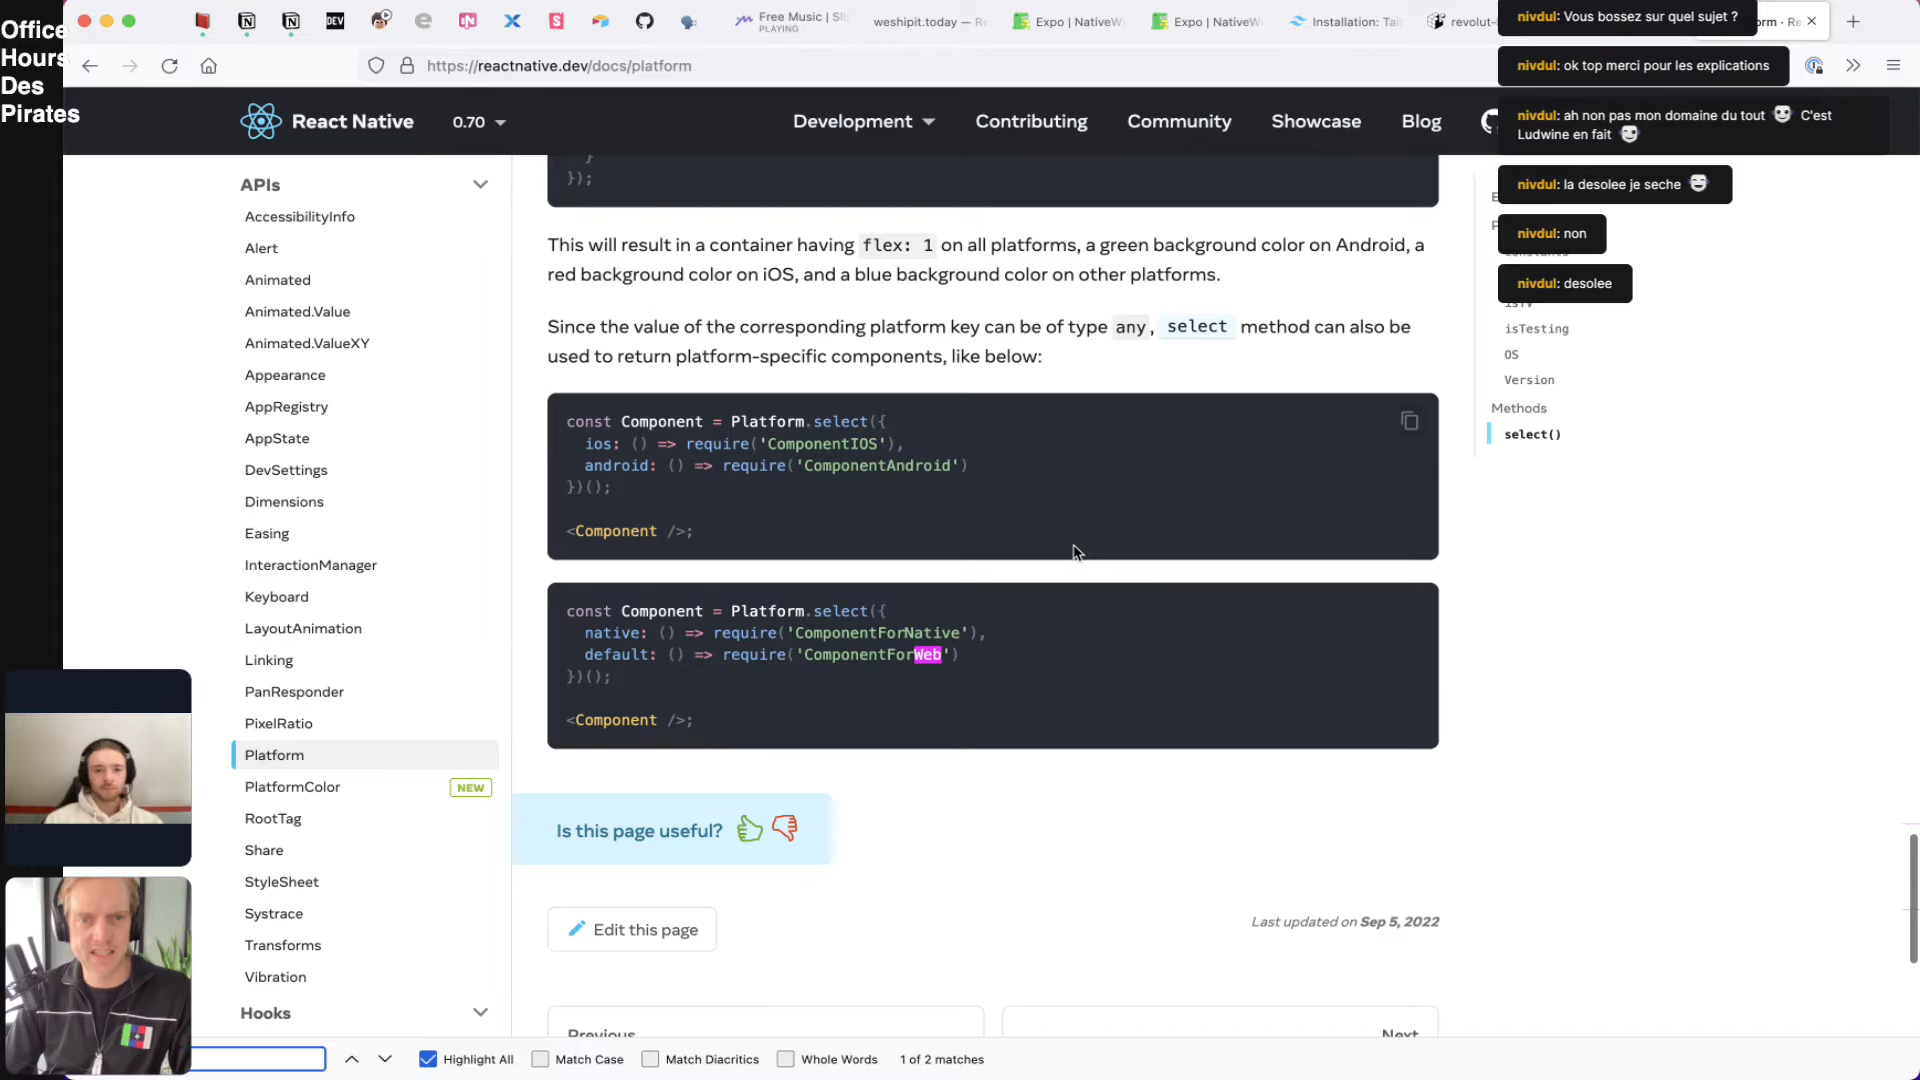 Office
Hours
Des
Pirates
Free Music | Sli
PLAYING
weshipit.today — Re
Expo | NativeWi
Expo | NativeW
Installation: Tai
revolut-
orm · Re
https://reactnative.dev/docs/platform
React Native
0.70
Development
Contributing
Community
Showcase
Blog
nivdul: Vous bossez sur quel sujet ?
nivdul: ok top merci pour les explications
nivdul: ah non pas mon domaine du tout C'est
Ludwine en fait
nivdul: la desolee je seche
nivdul: non
nivdul: desolee
APIs
AccessibilityInfo
Alert
Animated
Animated.Value
Animated.ValueXY
Appearance
AppRegistry
AppState
DevSettings
Dimensions
Easing
InteractionManager
Keyboard
LayoutAnimation
Linking
PanResponder
PixelRatio
Platform
PlatformColor NEW
RootTag
Share
StyleSheet
Systrace
Transforms
Vibration
Hooks
}
});
This will result in a container having flex: 1 on all platforms, a green background color on Android, a
red background color on iOS, and a blue background color on other platforms.
Since the value of the corresponding platform key can be of type any, select method can also be
used to return platform-specific components, like below:
const Component = Platform.select({
ios: () => require('ComponentIOS'),
android: () => require('ComponentAndroid')
})();
<Component />;
const Component = Platform.select({
native: () => require('ComponentForNative'),
default: () => require('ComponentForWeb')
})();
<Component />;
Is this page useful?
Edit this page
Last updated on Sep 5, 2022
Previous
Next
constants
isTV
isTesting
OS
Version
Methods
select()
Highlight All
Match Case
Match Diacritics
Whole Words
1 of 2 matches
DEV